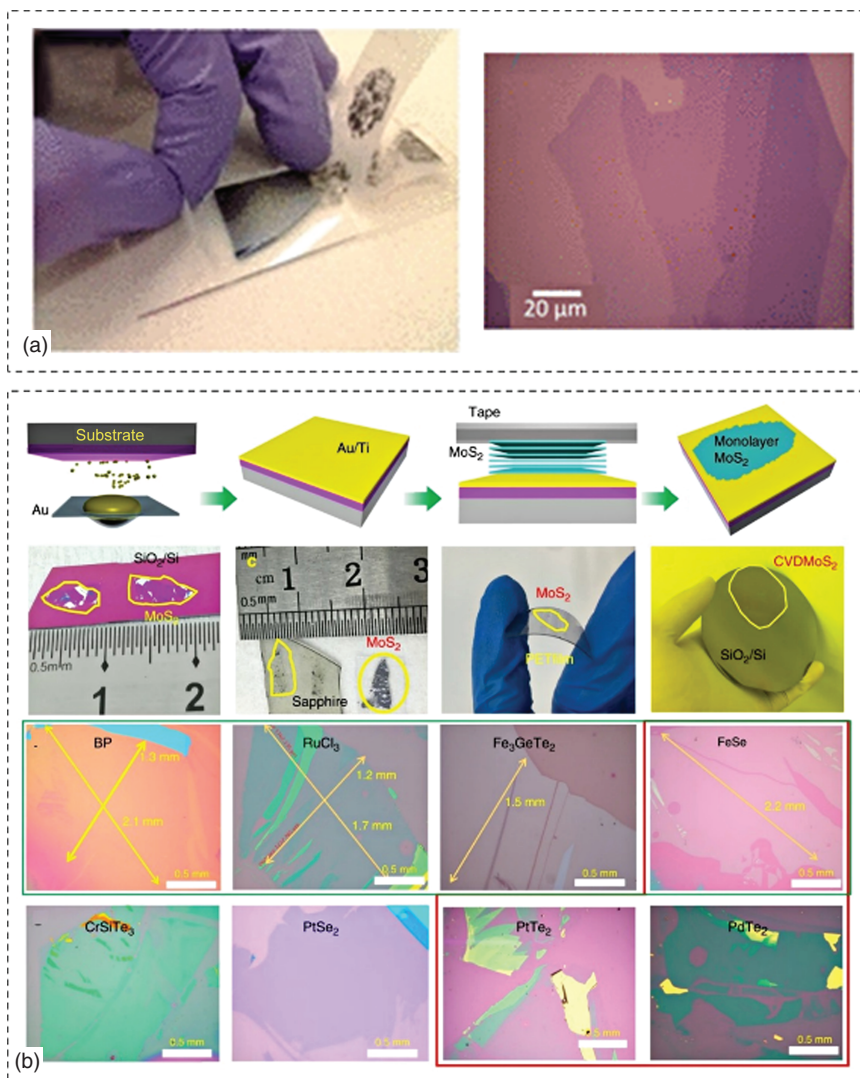 20 μm
(a)
Substrate
Au
Au/Ti
Tape
MoS₂
Monolayer
MoS₂
SiO₂/Si
MoS₂
0.5mm
1
2
c
cm
1
2
3
0.5mm
MoS₂
Sapphire
MoS₂
PET film
CVDMoS₂
SiO₂/Si
BP
1.3 mm
2.1 mm
0.5 mm
RuCl₃
1.2 mm
1.7 mm
0.5 mm
Fe₃GeTe₂
1.5 mm
0.5 mm
FeSe
2.2 mm
0.5 mm
CrSiTe₃
0.5 mm
PtSe₂
0.5 mm
PtTe₂
0.5 mm
PdTe₂
0.5 mm
(b)